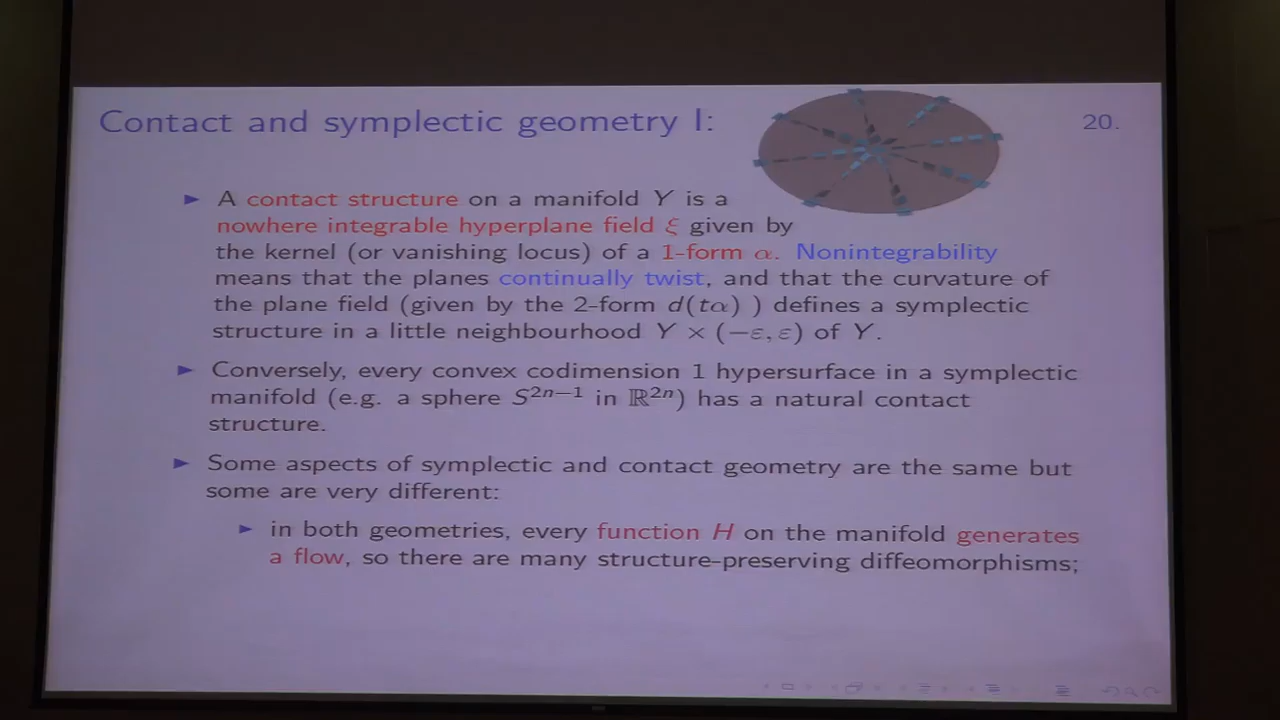 Contact and symplectic geometry I:
20.
► A contact structure on a manifold Y is a
nowhere integrable hyperplane field ξ given by
the kernel (or vanishing locus) of a 1-form α. Nonintegrability
means that the planes continually twist, and that the curvature of
the plane field (given by the 2-form d(tα) ) defines a symplectic
structure in a little neighbourhood Y × (−ε, ε) of Y.
► Conversely, every convex codimension 1 hypersurface in a symplectic
manifold (e.g. a sphere S²ⁿ⁻¹ in ℝ²ⁿ) has a natural contact
structure.
► Some aspects of symplectic and contact geometry are the same but
some are very different:
► in both geometries, every function H on the manifold generates
a flow, so there are many structure-preserving diffeomorphisms;